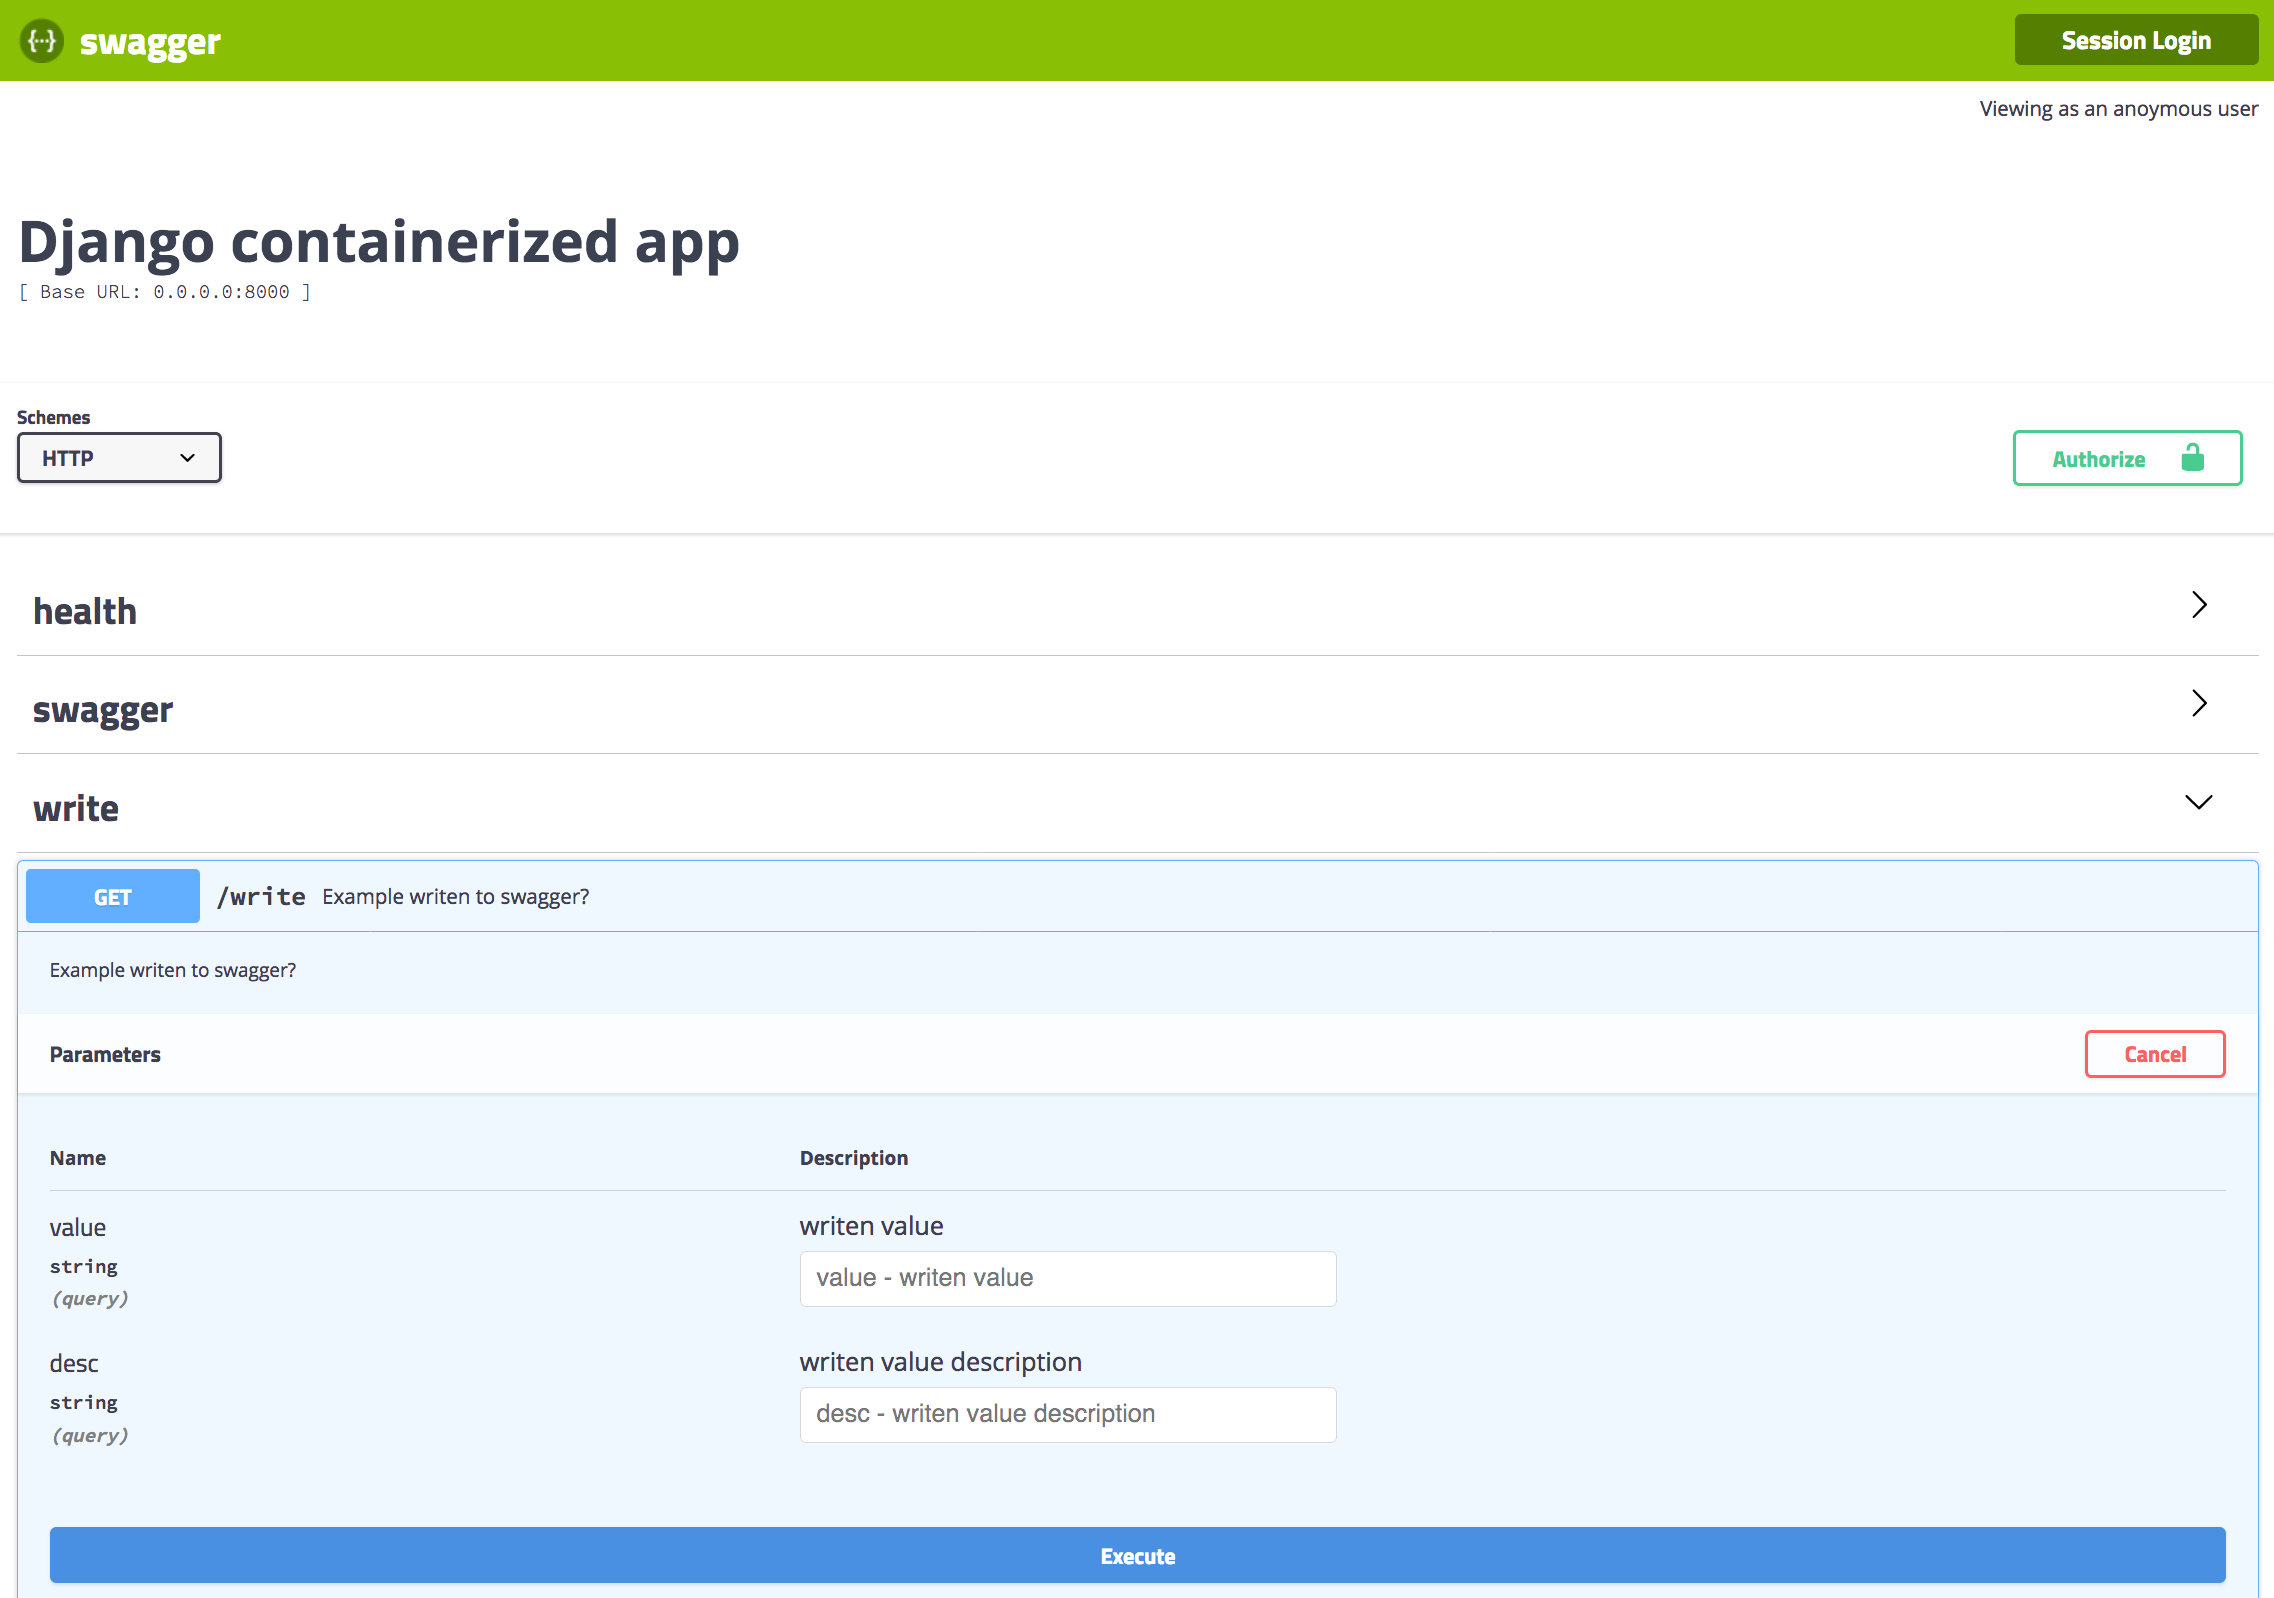 {···} swagger
Session Login
Viewing as an anoymous user
Django containerized app
[ Base URL: 0.0.0.0:8000 ]
Schemes
HTTP
Authorize
health
swagger
write
GET /write Example writen to swagger?
Example writen to swagger?
Parameters
Cancel
Name Description
value
string
(query)
writen value
value - writen value
desc
string
(query)
writen value description
desc - writen value description
Execute